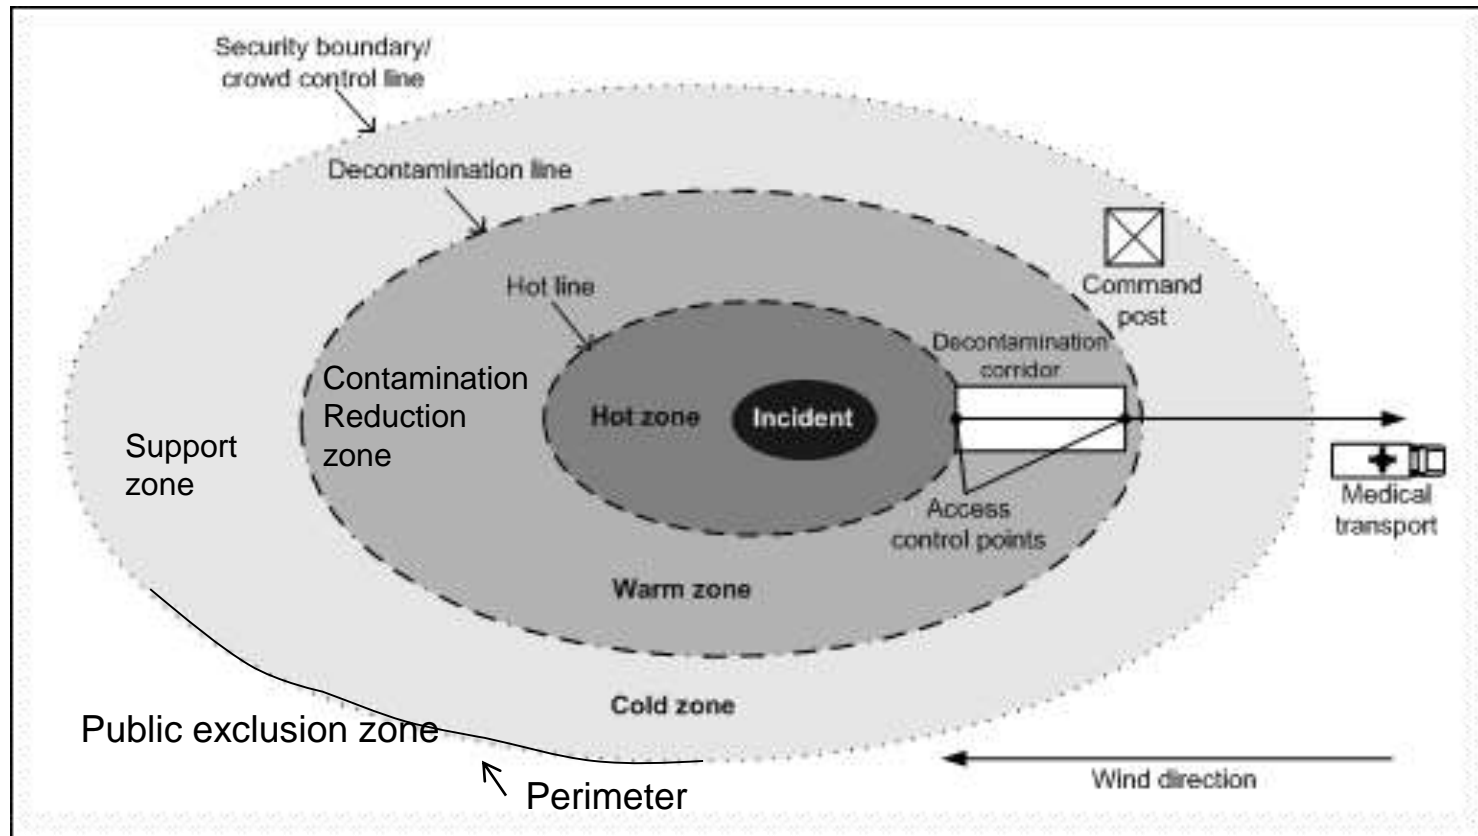 Security boundary/
crowd control line
Decontamination line
Hot line
Command
post
Decontamination
corridor
Contamination
Reduction
zone
Hot zone
Incident
Support
zone
Medical
transport
Access
control points
Warm zone
Cold zone
Public exclusion zone
Wind direction
Perimeter